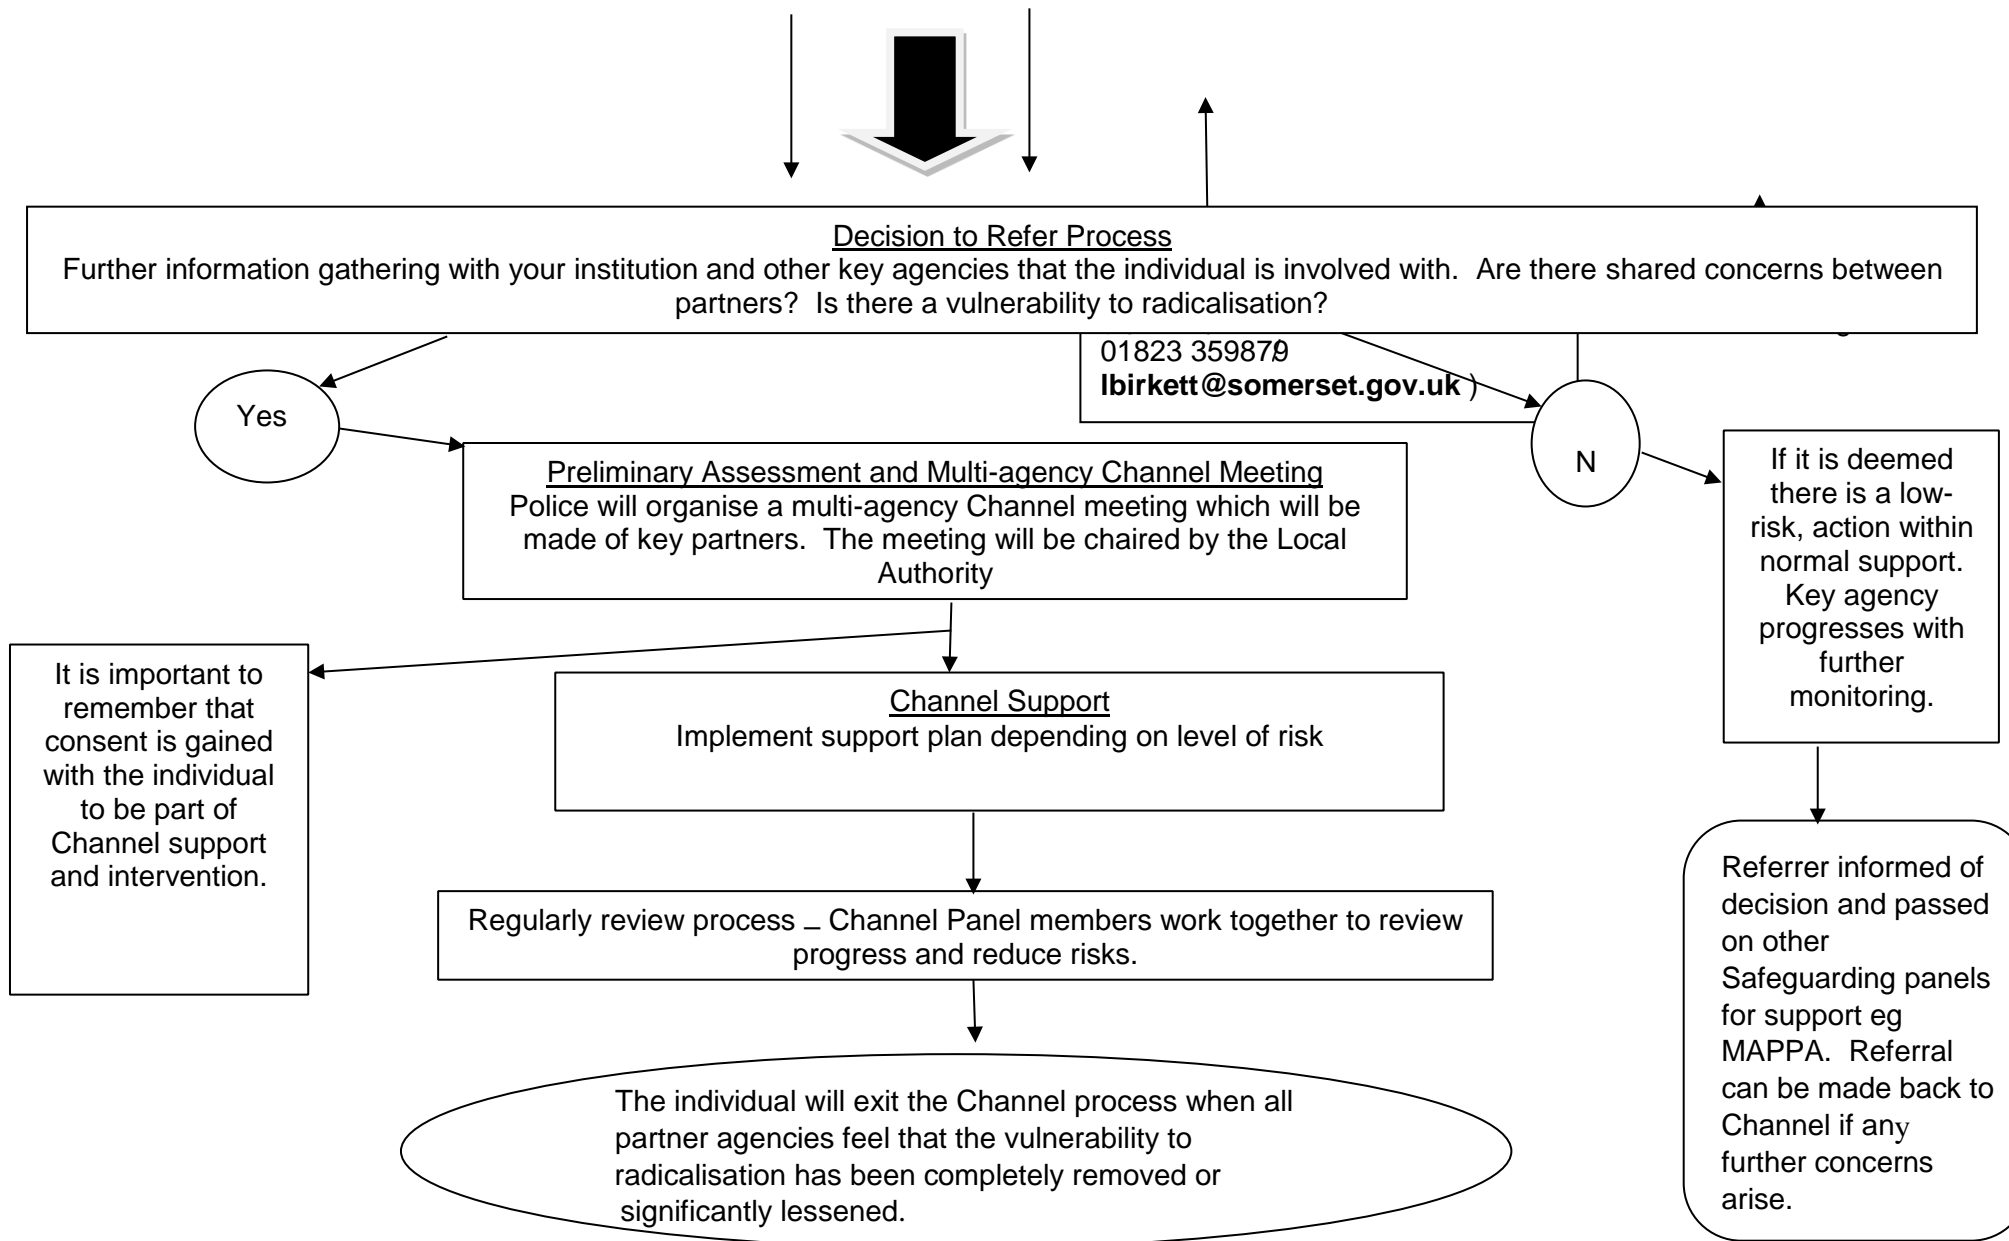 Decision to Refer Process
Further information gathering with your institution and other key agencies that the individual is involved with.  Are there shared concerns between
partners?  Is there a vulnerability to radicalisation?
01823 359879
lbirkett@somerset.gov.uk )
Yes
N
Preliminary Assessment and Multi-agency Channel Meeting
Police will organise a multi-agency Channel meeting which will be
made of key partners.  The meeting will be chaired by the Local
Authority
If it is deemed
there is a low-
risk, action within
normal support.
Key agency
progresses with
further
monitoring.
It is important to
remember that
consent is gained
with the individual
to be part of
Channel support
and intervention.
Channel Support
Implement support plan depending on level of risk
Regularly review process – Channel Panel members work together to review
progress and reduce risks.
Referrer informed of
decision and passed
on other
Safeguarding panels
for support eg
MAPPA.  Referral
can be made back to
Channel if any
further concerns
arise.
The individual will exit the Channel process when all
partner agencies feel that the vulnerability to
radicalisation has been completely removed or
significantly lessened.